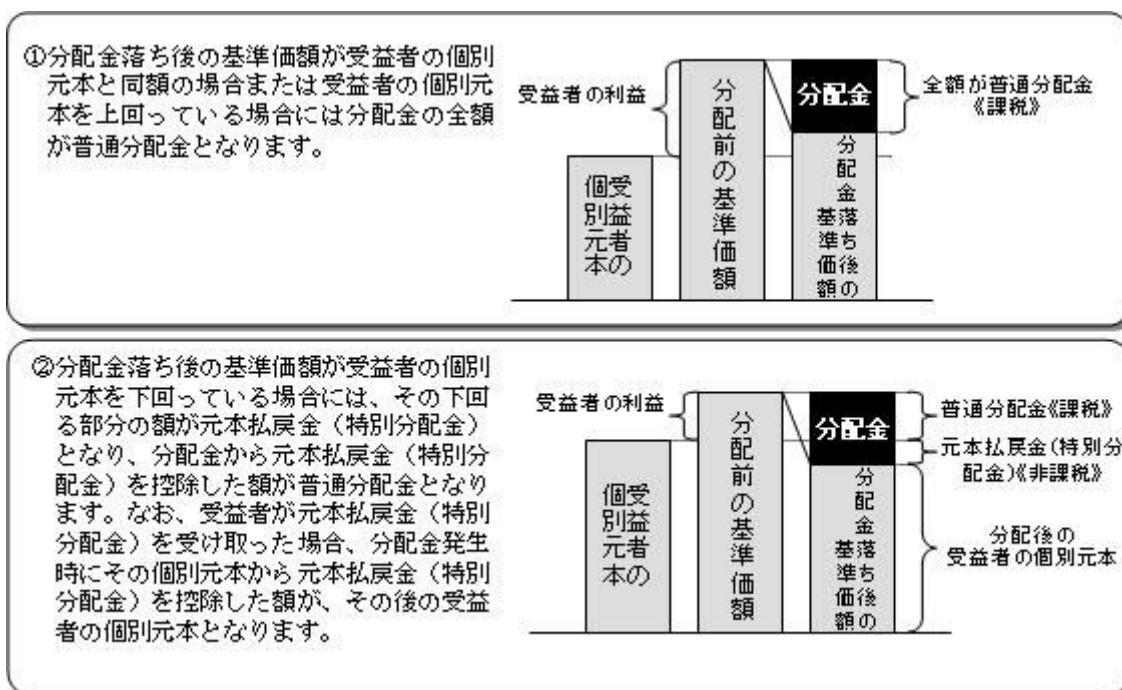 ①分配金落ち後の基準価額が受益者の個別
元本と同額の場合または受益者の個別元
本を上回っている場合には分配金の全額
が普通分配金となります。
受益者の利益
受益者の
個別元本
分配前の基準価額
分配金
分配金落ち後の
基準価額
全額が普通分配金
《課税》
②分配金落ち後の基準価額が受益者の個別
元本を下回っている場合には、その下回
る部分の額が元本払戻金（特別分配金）
となり、分配金から元本払戻金（特別分
配金）を控除した額が普通分配金となり
ます。なお、受益者が元本払戻金（特別
分配金）を受け取った場合、分配金発生
時にその個別元本から元本払戻金（特別
分配金）を控除した額が、その後の受益
者の個別元本となります。
受益者の利益
受益者の
個別元本
分配前の基準価額
分配金
分配金落ち後の
基準価額
普通分配金《課税》
元本払戻金(特別分
配金)《非課税》
分配後の
受益者の個別元本